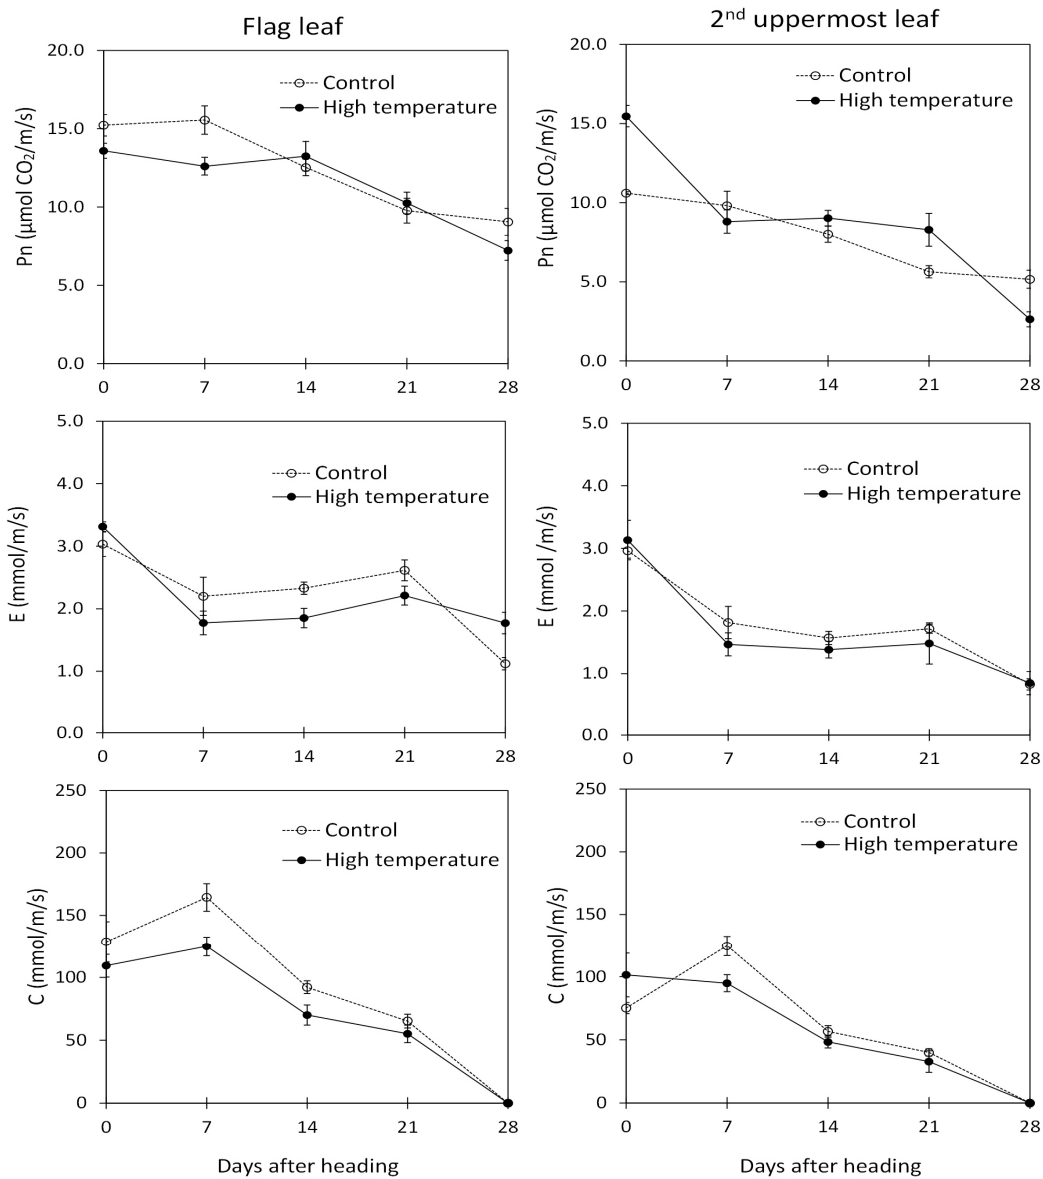 Flag leaf
20.0
15.0
10.0
5.0
0.0
Pn (µmol CO₂/m/s)
Control
High temperature
0 7 14 21 28
2ⁿᵈ uppermost leaf
20.0
15.0
10.0
5.0
0.0
Pn (µmol CO₂/m/s)
Control
High temperature
0 7 14 21 28
5.0
4.0
3.0
2.0
1.0
0.0
E (mmol/m/s)
Control
High temperature
0 7 14 21 28
5.0
4.0
3.0
2.0
1.0
0.0
E (mmol /m/s)
Control
High temperature
0 7 14 21 28
250
200
150
100
50
0
C (mmol/m/s)
Control
High temperature
0 7 14 21 28
Days after heading
250
200
150
100
50
0
C (mmol/m/s)
Control
High temperature
0 7 14 21 28
Days after heading